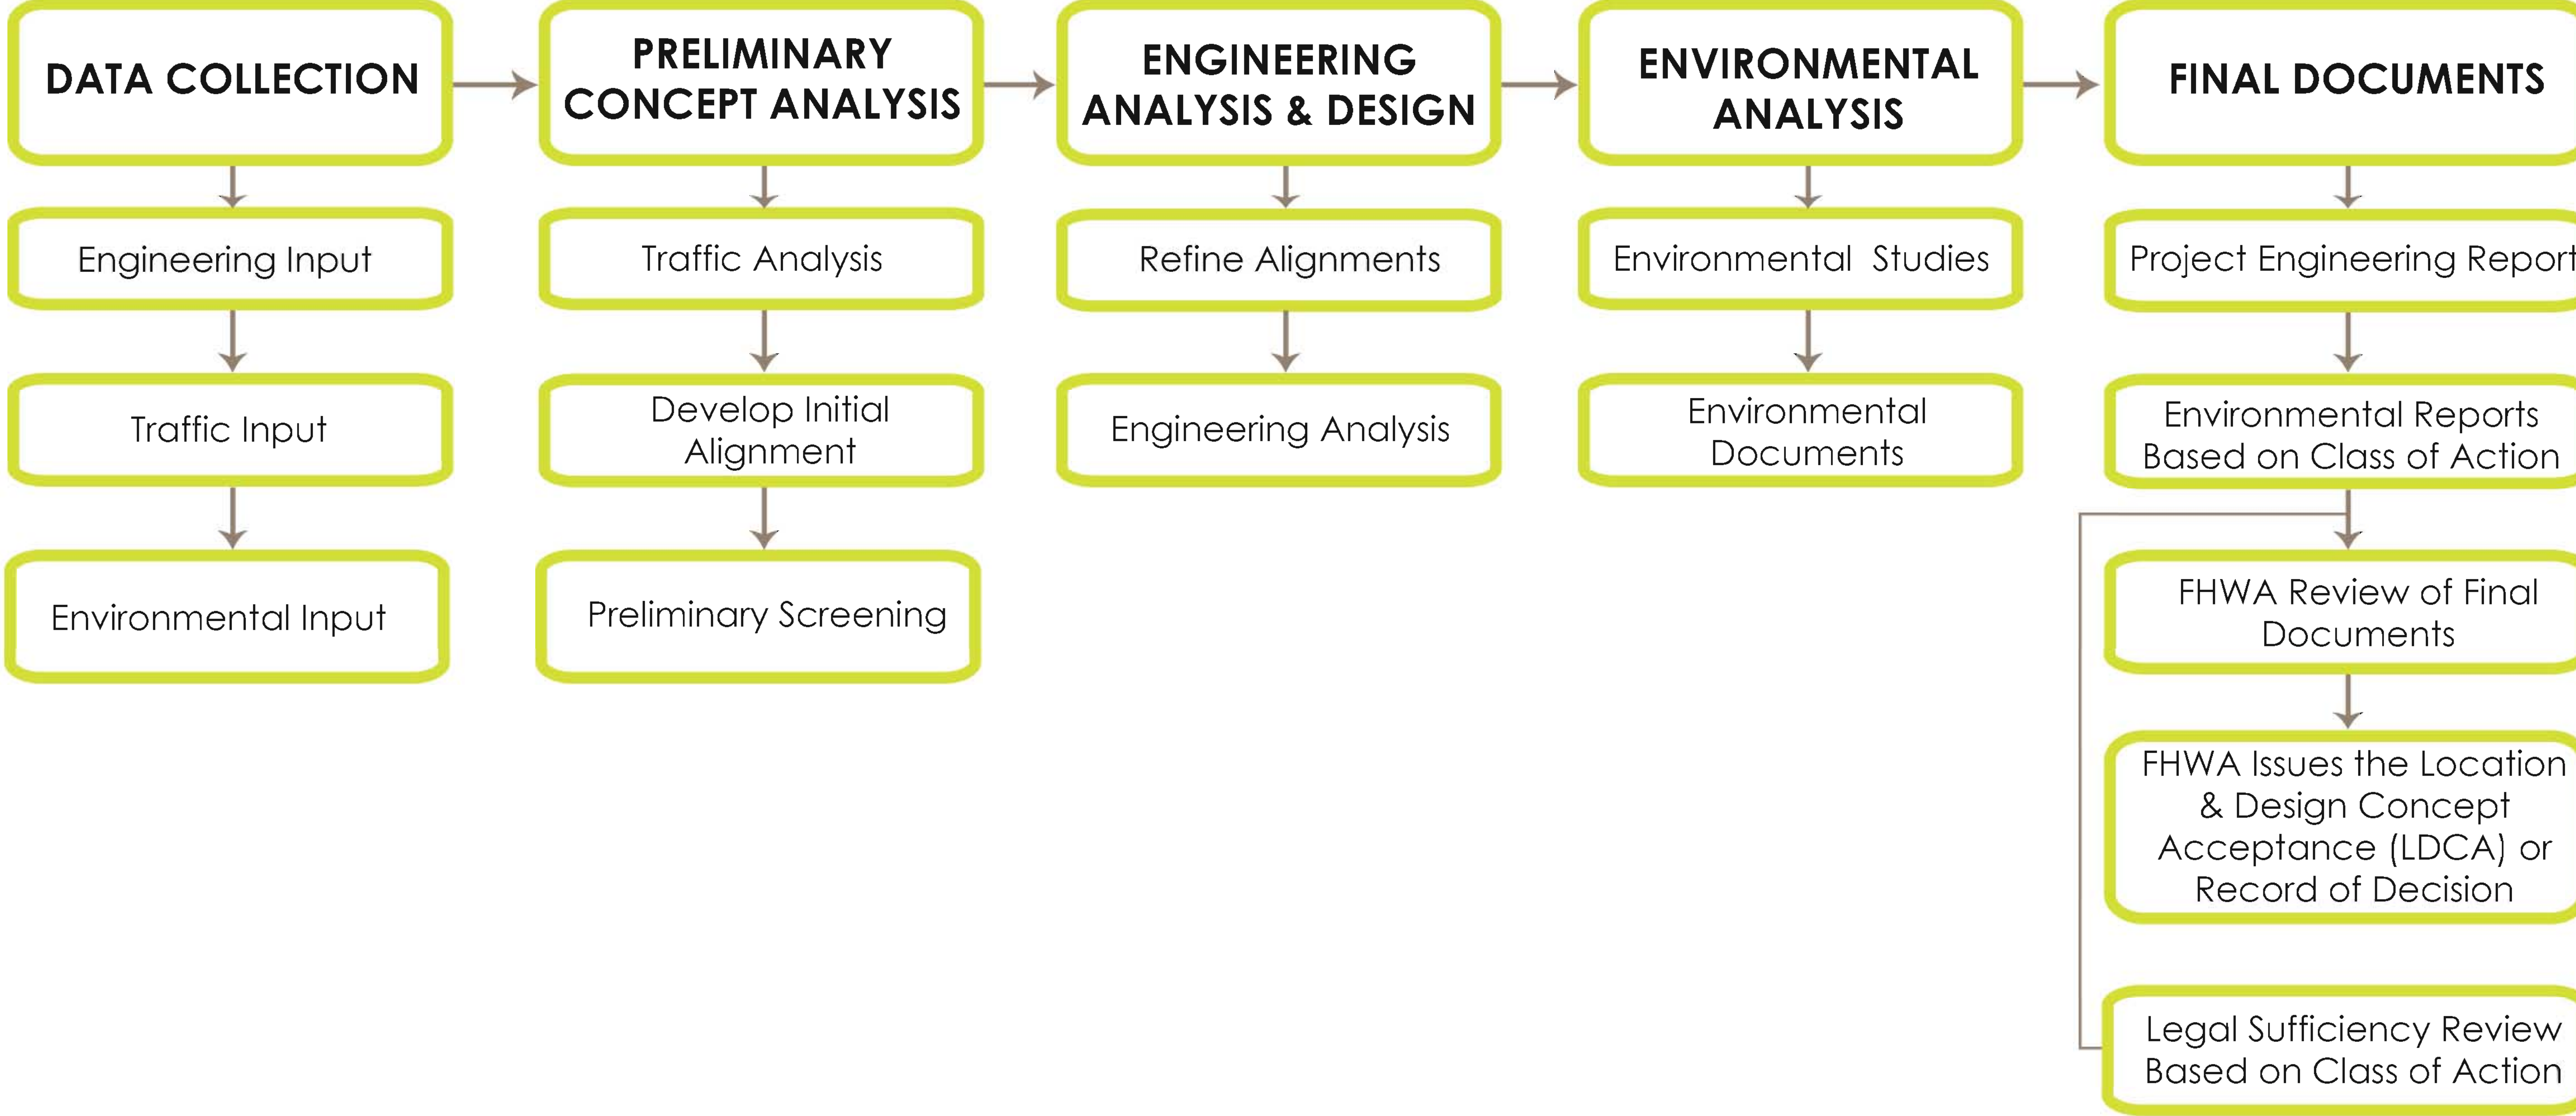 DATA COLLECTION
Engineering Input
Traffic Input
Environmental Input
PRELIMINARY
CONCEPT ANALYSIS
Traffic Analysis
Develop Initial
Alignment
Preliminary Screening
ENGINEERING
ANALYSIS & DESIGN
Refine Alignments
Engineering Analysis
ENVIRONMENTAL
ANALYSIS
Environmental Studies
Environmental
Documents
FINAL DOCUMENTS
Project Engineering Report
Environmental Reports
Based on Class of Action
FHWA Review of Final
Documents
FHWA Issues the Location
& Design Concept
Acceptance (LDCA) or
Record of Decision
Legal Sufficiency Review
Based on Class of Action